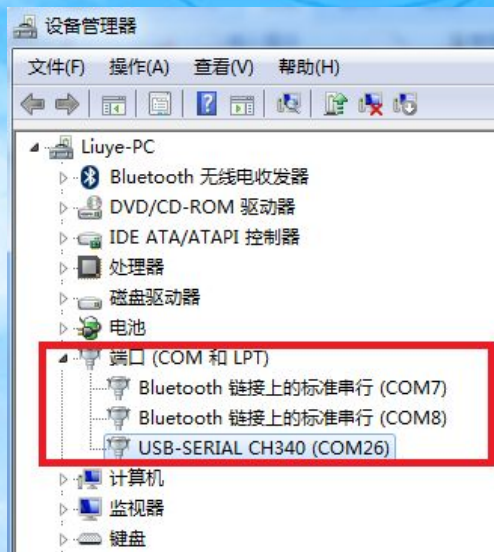 设备管理器
文件(F) 操作(A) 查看(V) 帮助(H)
Liuye-PC
Bluetooth 无线电收发器
DVD/CD-ROM 驱动器
IDE ATA/ATAPI 控制器
处理器
磁盘驱动器
电池
端口 (COM 和 LPT)
Bluetooth 链接上的标准串行 (COM7)
Bluetooth 链接上的标准串行 (COM8)
USB-SERIAL CH340 (COM26)
计算机
监视器
键盘